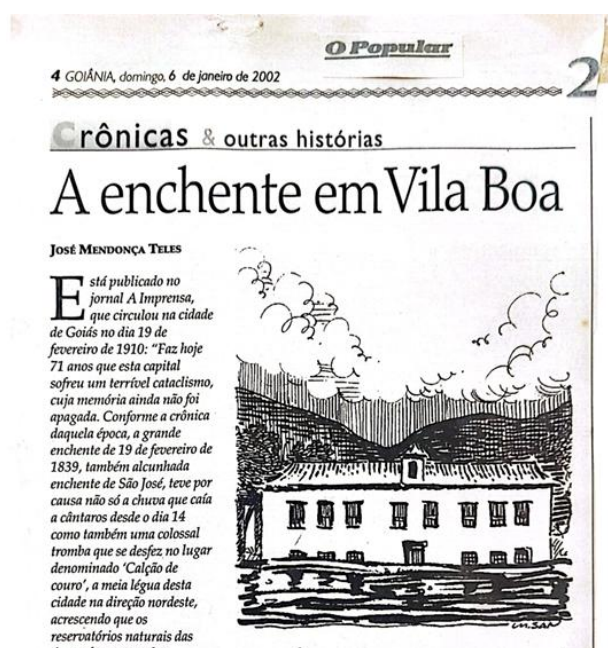 O Popular
4 GOIÂNIA, domingo, 6 de janeiro de 2002
2
Crônicas & outras histórias
A enchente em Vila Boa
JOSÉ MENDONÇA TELES
Está publicado no
jornal A Imprensa,
que circulou na cidade
de Goiás no dia 19 de
fevereiro de 1910: “Faz hoje
71 anos que esta capital
sofreu um terrível cataclismo,
cuja memória ainda não foi
apagada. Conforme a crônica
daquela época, a grande
enchente de 19 de fevereiro de
1839, também alcunhada
enchente de São José, teve por
causa não só a chuva que caía
a cântaros desde o dia 14
como também uma colossal
tromba que se desfez no lugar
denominado ‘Calção de
couro’, a meia légua desta
cidade na direção nordeste,
acrescendo que os
reservatórios naturais das